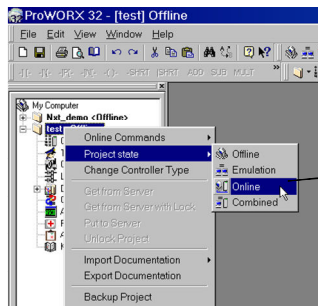 ProWORX 32 - [test] Offline
File Edit View Window Help
SHRT ISHRT ADD SUB MULT
My Computer
Nxt_demo <Offline>
test
Online Commands
Project state
Change Controller Type
Get from Server
Get from Server with Lock
Put to Server
Unlock Project
Import Documentation
Export Documentation
Backup Project
Offline
Emulation
Online
Combined